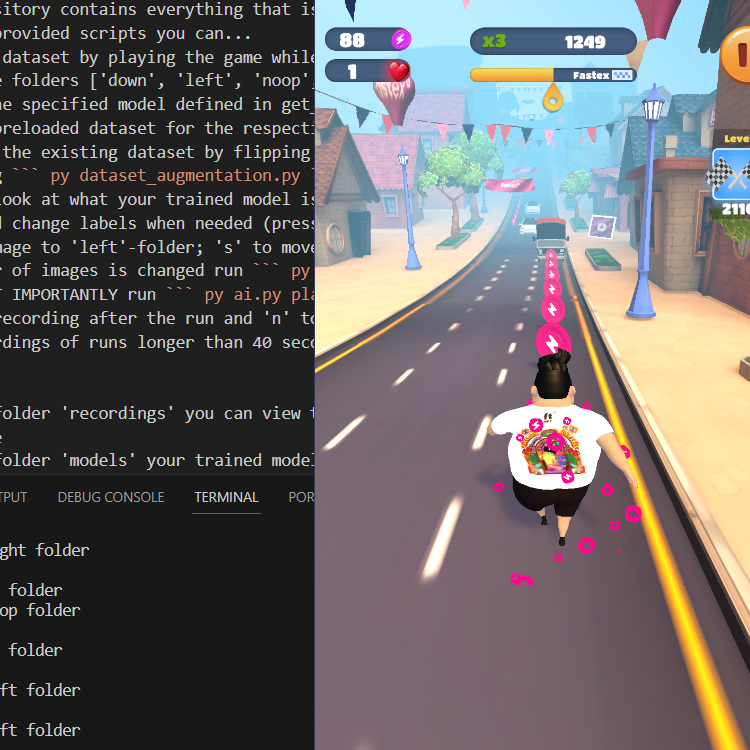 sitory contains everything that is
provided scripts you can...
dataset by playing the game while
e folders ['down', 'left', 'noop'
he specified model defined in get_
preloaded dataset for the respecti
the existing dataset by flipping
g ``` py dataset_augmentation.py
look at what your trained model is
d change labels when needed (press
mage to 'left'-folder; 's' to move
r of images is changed run ``` py
T IMPORTANTLY run ``` py ai.py pla
recording after the run and 'n' to
rdings of runs longer than 40 seco
folder 'recordings' you can view t
e
folder 'models' your trained model
TPUT DEBUG CONSOLE TERMINAL POR
ght folder
folder
op folder
folder
ft folder
ft folder
88
1
x3 1249
Fastex
Level
2110